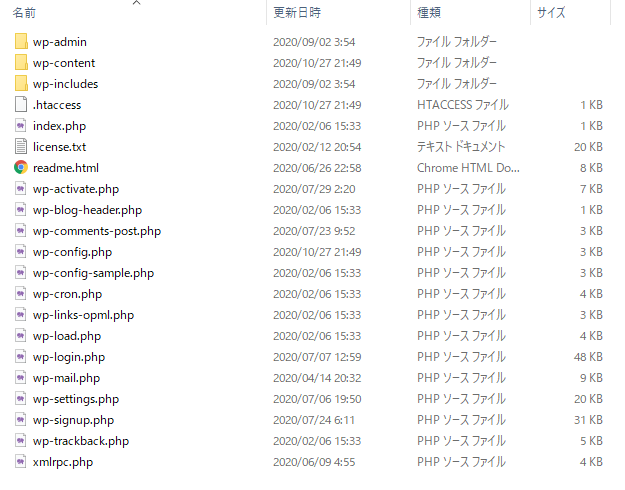 名前 更新日時 種類 サイズ
wp-admin 2020/09/02 3:54 ファイル フォルダー
wp-content 2020/10/27 21:49 ファイル フォルダー
wp-includes 2020/09/02 3:54 ファイル フォルダー
.htaccess 2020/10/27 21:49 HTACCESS ファイル 1 KB
index.php 2020/02/06 15:33 PHP ソース ファイル 1 KB
license.txt 2020/02/12 20:54 テキスト ドキュメント 20 KB
readme.html 2020/06/26 22:58 Chrome HTML Do... 8 KB
wp-activate.php 2020/07/29 2:20 PHP ソース ファイル 7 KB
wp-blog-header.php 2020/02/06 15:33 PHP ソース ファイル 1 KB
wp-comments-post.php 2020/07/23 9:52 PHP ソース ファイル 3 KB
wp-config.php 2020/10/27 21:49 PHP ソース ファイル 3 KB
wp-config-sample.php 2020/02/06 15:33 PHP ソース ファイル 3 KB
wp-cron.php 2020/02/06 15:33 PHP ソース ファイル 4 KB
wp-links-opml.php 2020/02/06 15:33 PHP ソース ファイル 3 KB
wp-load.php 2020/02/06 15:33 PHP ソース ファイル 4 KB
wp-login.php 2020/07/07 12:59 PHP ソース ファイル 48 KB
wp-mail.php 2020/04/14 20:32 PHP ソース ファイル 9 KB
wp-settings.php 2020/07/06 19:50 PHP ソース ファイル 20 KB
wp-signup.php 2020/07/24 6:11 PHP ソース ファイル 31 KB
wp-trackback.php 2020/02/06 15:33 PHP ソース ファイル 5 KB
xmlrpc.php 2020/06/09 4:55 PHP ソース ファイル 4 KB